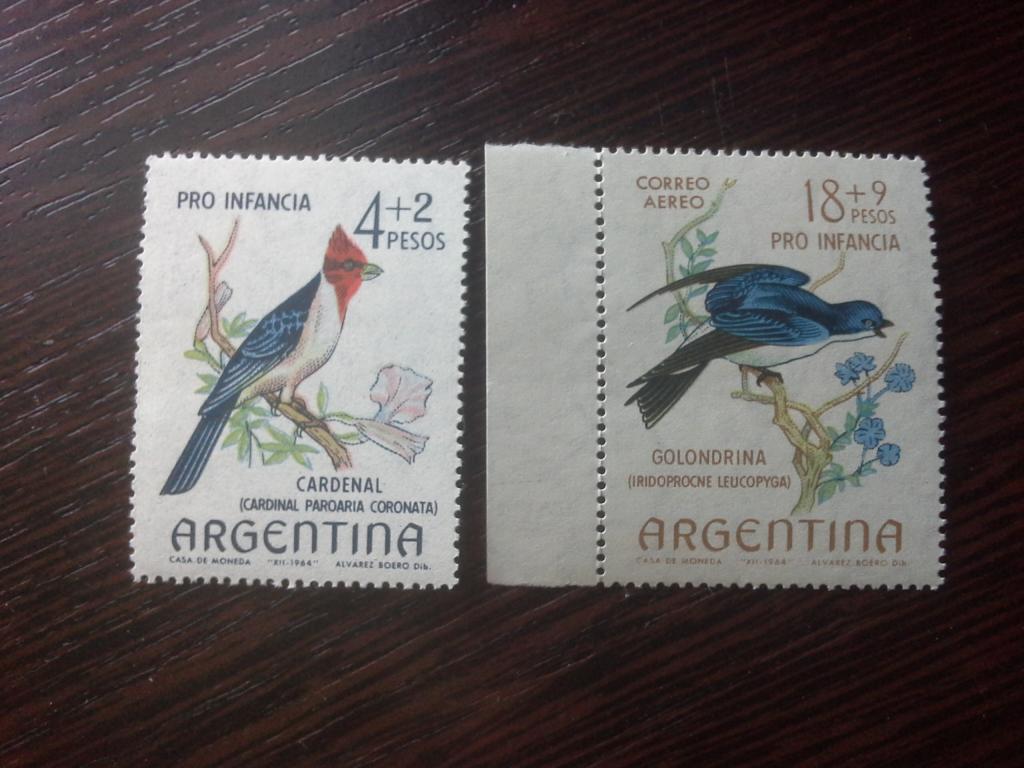 PRO INFANCIA
4+2
PESOS
CARDENAL
(CARDINAL PAROARIA CORONATA)
ARGENTINA
CASA DE MONEDA "XII-1964" ALVAREZ BOERO Dib.
CORREO
AEREO
18+9
PESOS
PRO INFANCIA
GOLONDRINA
(IRIDOPROCNE LEUCOPYGA)
ARGENTINA
CASA DE MONEDA "XII-1964" ALVAREZ BOERO Dib.